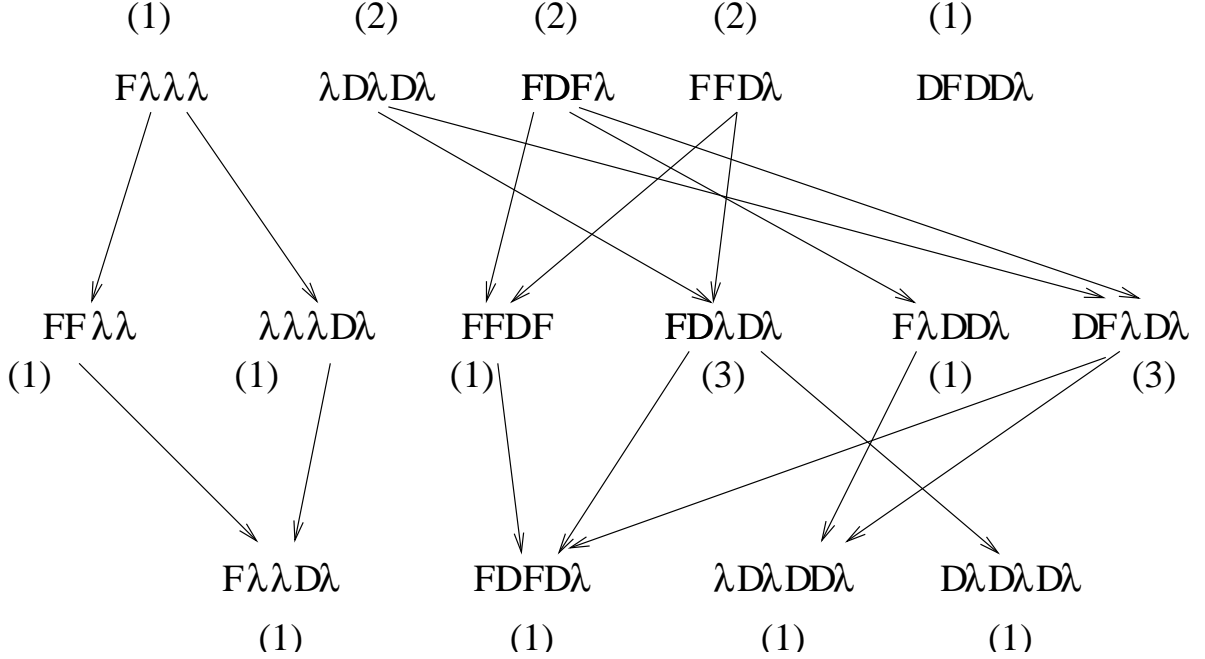 (1) (2) (2) (2) (1)
Fλλλ λDλDλ FDFλ FFDλ DFDDλ
FFλλ λλλDλ FFDF FDλDλ FλDDλ DFλDλ
(1) (1) (1) (3) (1) (3)
FλλDλ FDFDλ λDλDDλ DλDλDλ
(1) (1) (1) (1)